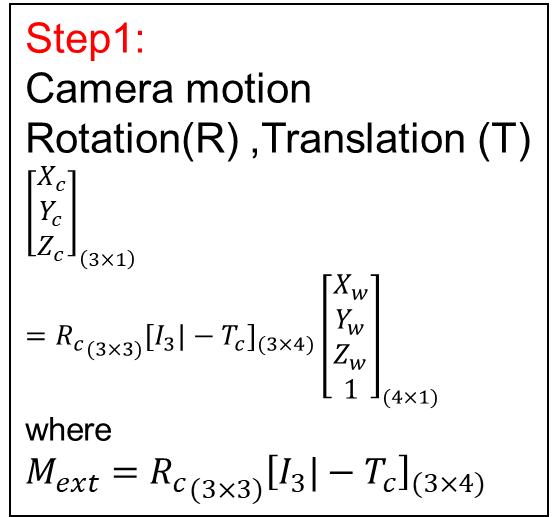 Step1:
Camera motion
Rotation(R) ,Translation (T)
[X_c
Y_c
Z_c]_(3×1)
= R_c(3×3)[I_3| − T_c]_(3×4) [X_w
Y_w
Z_w
1]_(4×1)
where
M_ext = R_c(3×3)[I_3| − T_c]_(3×4)